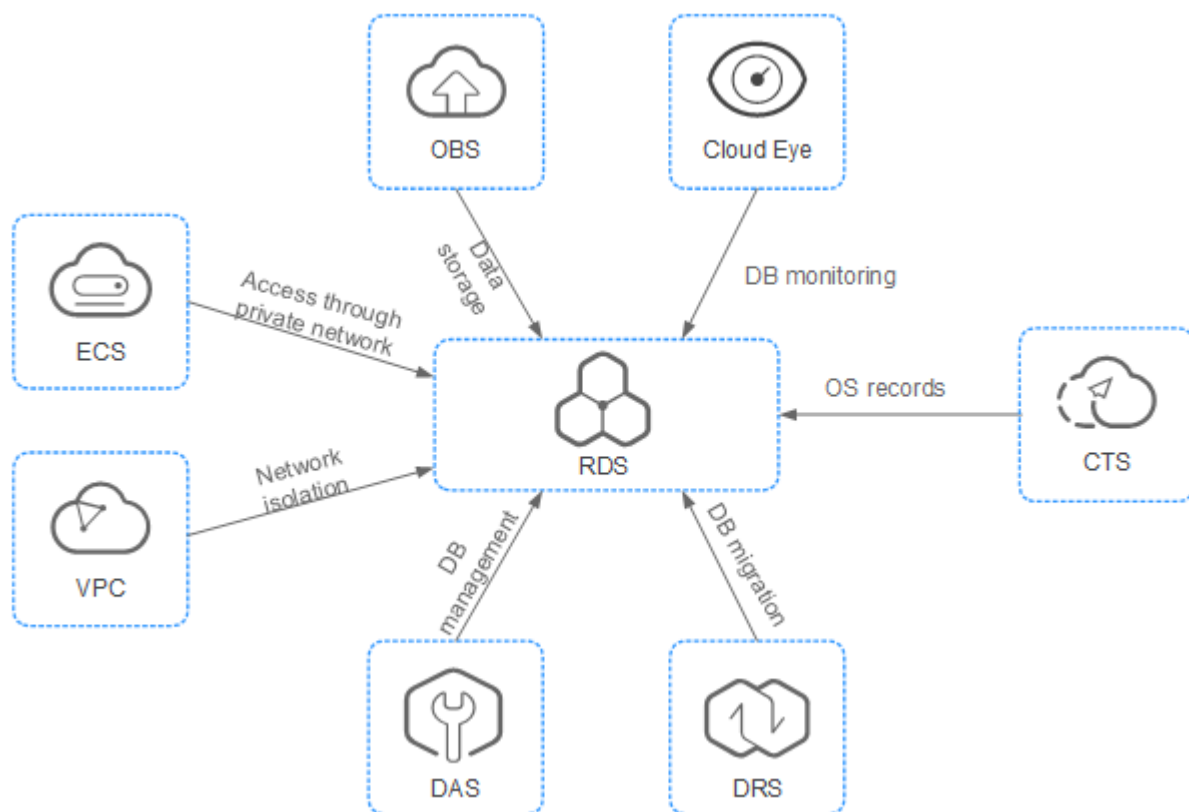 OBS
Cloud Eye
Data
storage
DB monitoring
Access through
private network
ECS
OS records
RDS
CTS
Network
isolation
VPC
DB
management
DB migration
DAS
DRS